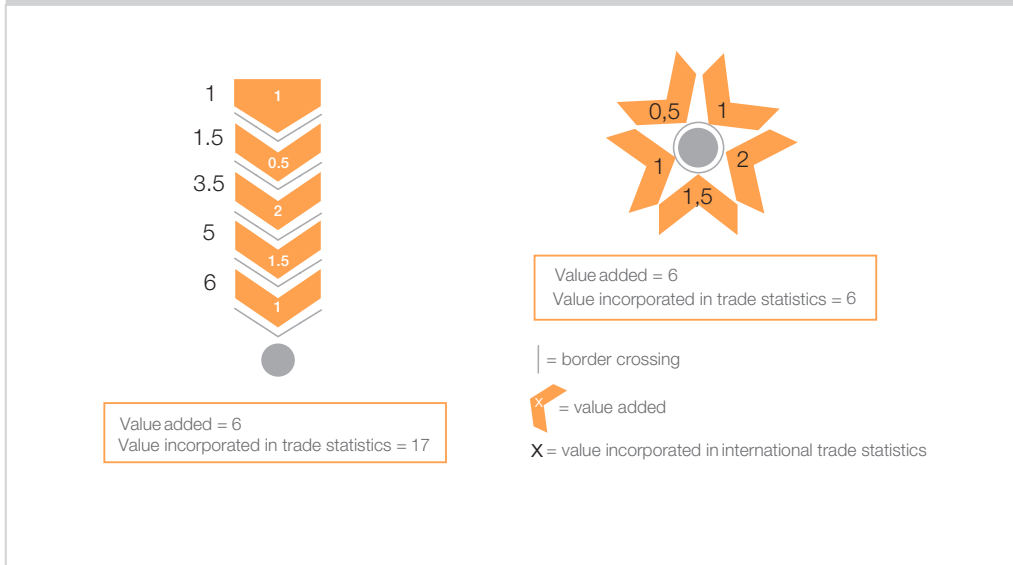 1
1
1.5
0.5
3.5
2
5
1.5
6
1
Value added = 6
Value incorporated in trade statistics = 17
0,5
1
1
2
1,5
Value added = 6
Value incorporated in trade statistics = 6
= border crossing
X
= value added
X = value incorporated in international trade statistics